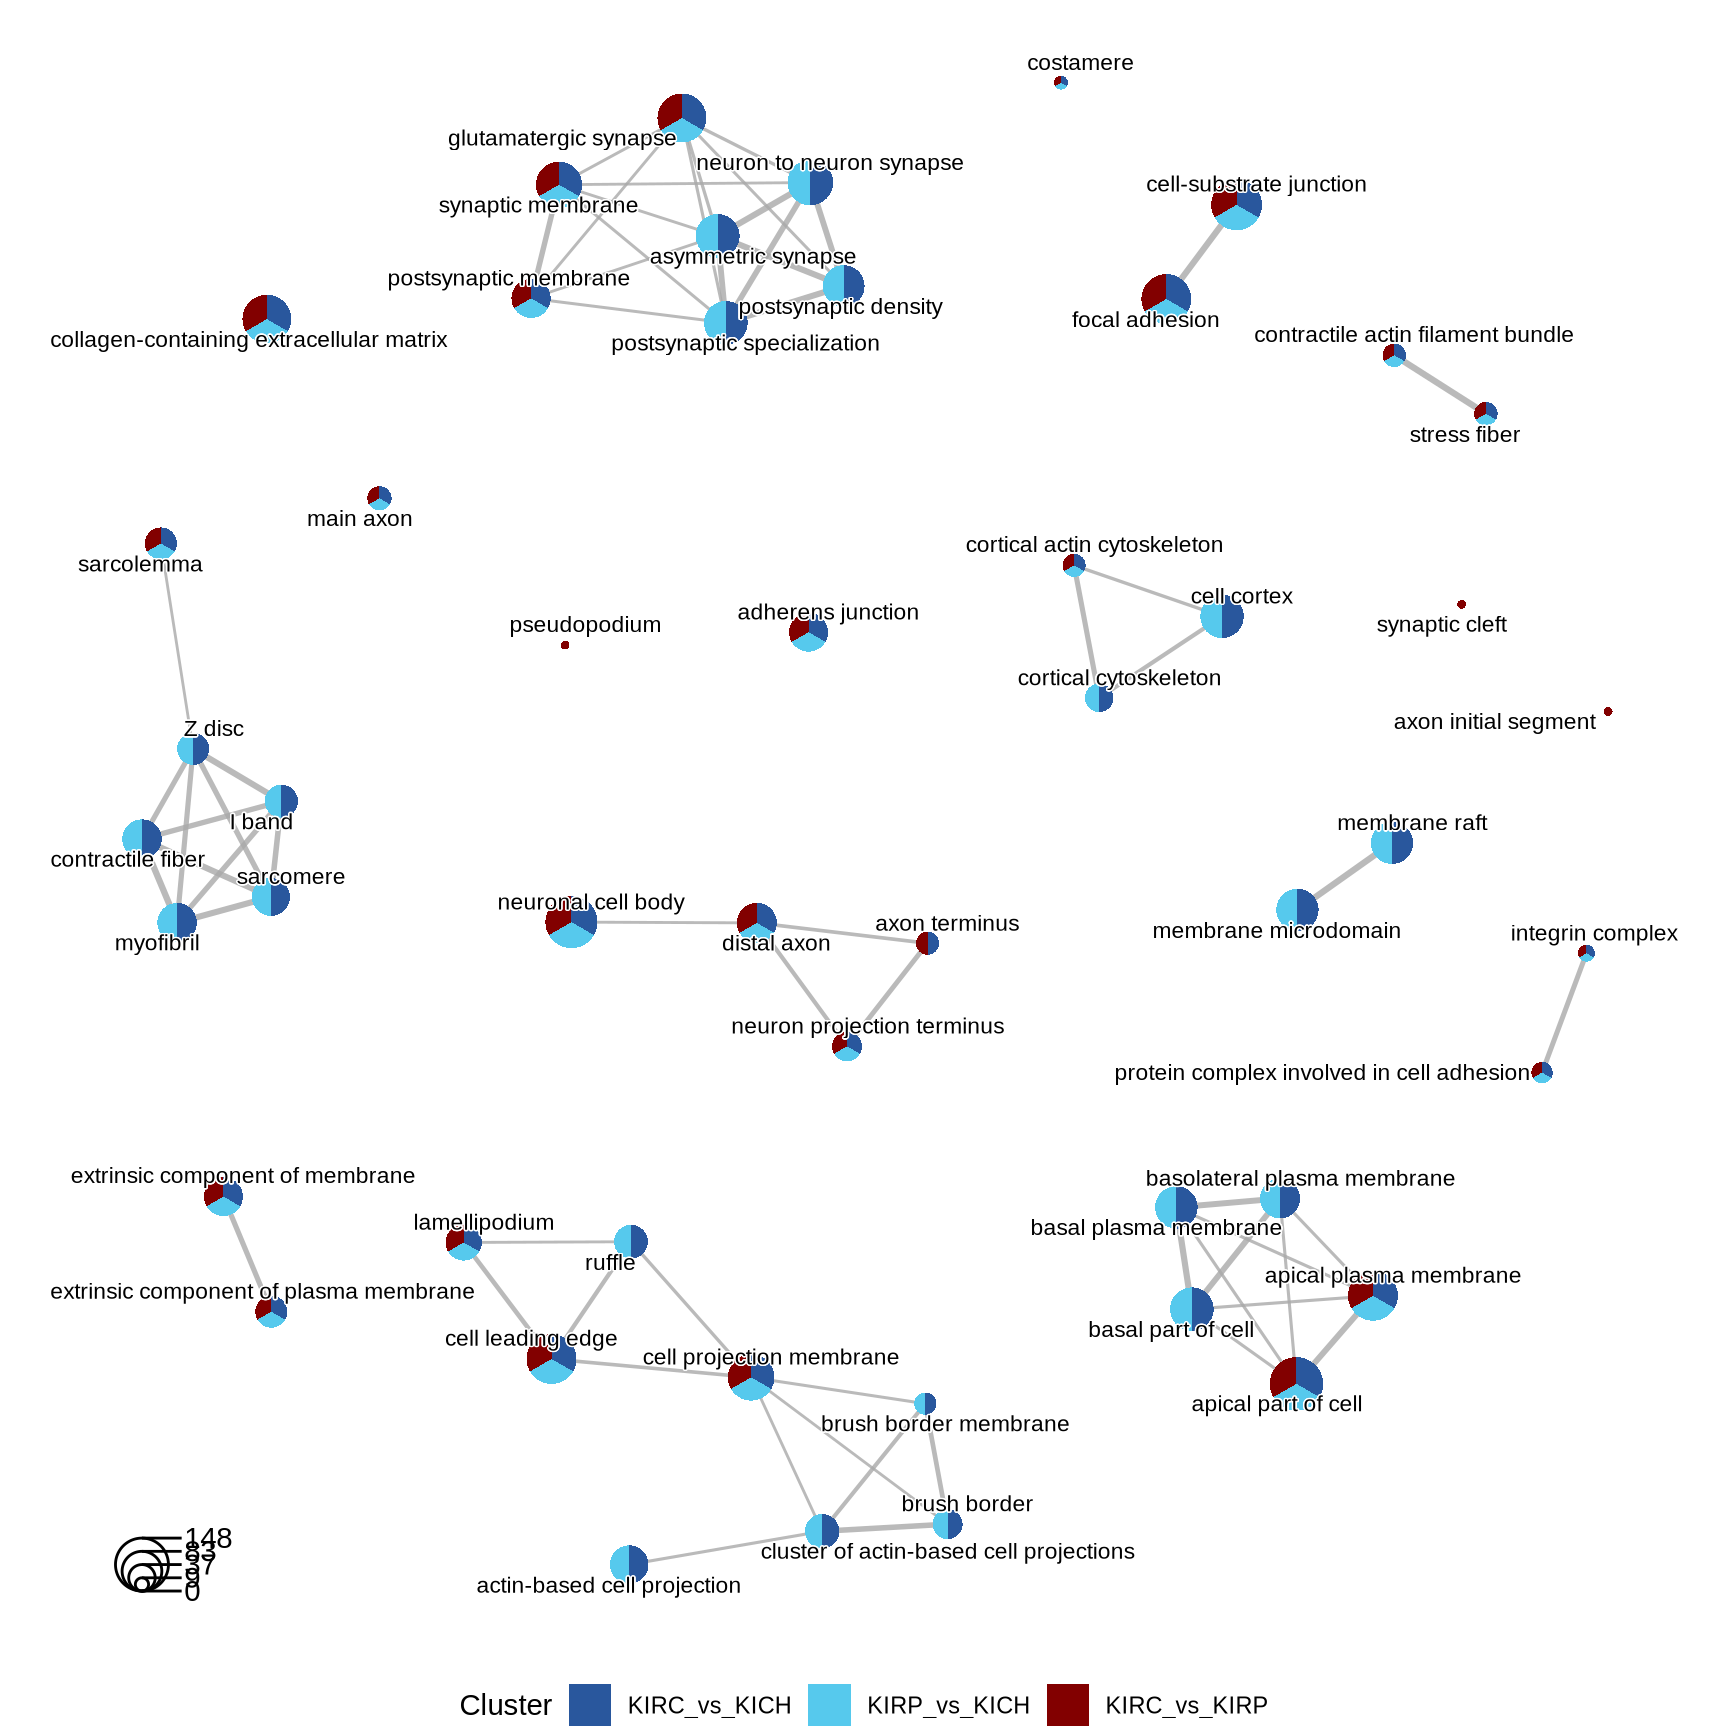 costamere
glutamatergic synapse
neuron to neuron synapse
cell-substrate junction
synaptic membrane
asymmetric synapse
postsynaptic membrane
postsynaptic density
focal adhesion
contractile actin filament bundle
collagen-containing extracellular matrix
postsynaptic specialization
stress fiber
main axon
cortical actin cytoskeleton
sarcolemma
cell cortex
adherens junction
pseudopodium
synaptic cleft
cortical cytoskeleton
axon initial segment
Z disc
I band
membrane raft
contractile fiber
sarcomere
neuronal cell body
axon terminus
membrane microdomain
integrin complex
myofibril
distal axon
neuron projection terminus
protein complex involved in cell adhesion
extrinsic component of membrane
basolateral plasma membrane
lamellipodium
basal plasma membrane
ruffle
apical plasma membrane
extrinsic component of plasma membrane
basal part of cell
cell leading edge
cell projection membrane
apical part of cell
brush border membrane
brush border
148
83
37
9
0
cluster of actin-based cell projections
actin-based cell projection
Cluster KIRC_vs_KICH KIRP_vs_KICH KIRC_vs_KIRP